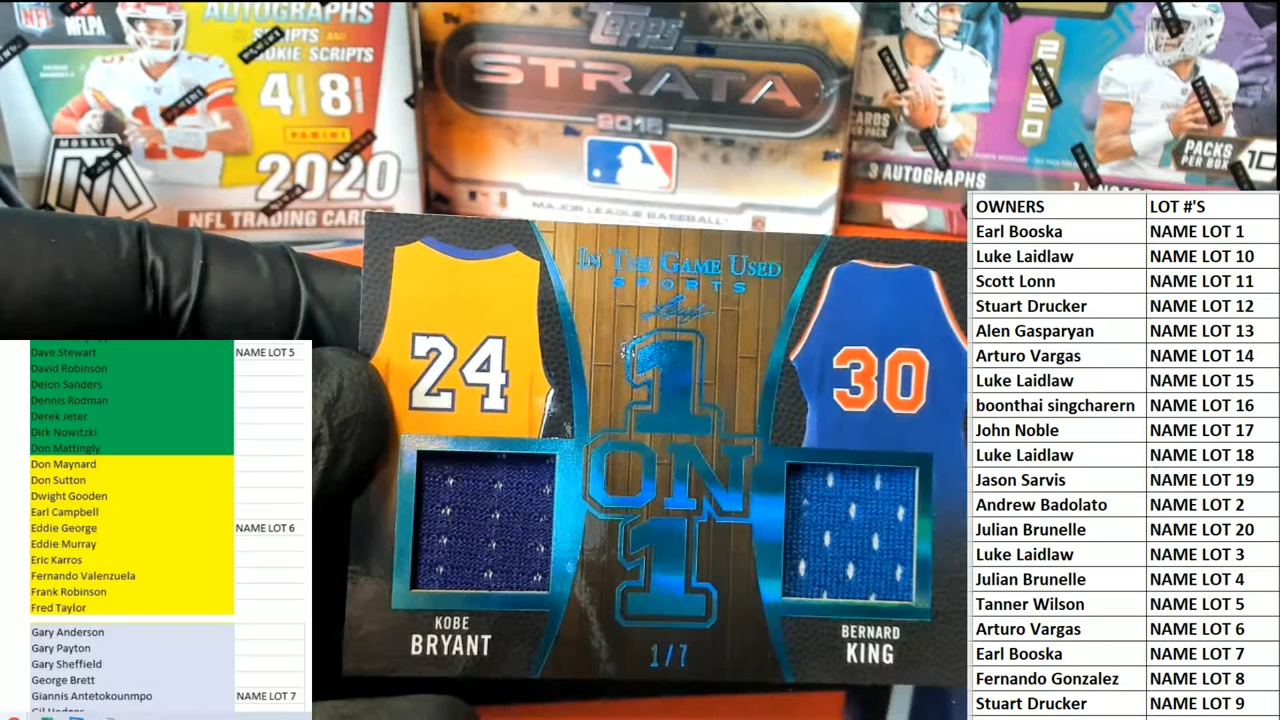 NFL
NFLPA
AUTOGRAPHS
SCRIPTS AND
ROOKIE SCRIPTS
4 8
PANINI
2020
MOSAIC
NFL TRADING CARDS
Topps
STRATA
2016
MAJOR LEAGUE BASEBALL
CARDS
PER PACK
3 AUTOGRAPHS
2020
PACKS
PER BOX
10
IN THE GAME USED
SPORTS
Leaf
24
30
1
ON
1
KOBE
BRYANT
BERNARD
KING
1/7
Dave Stewart NAME LOT 5
David Robinson
Deion Sanders
Dennis Rodman
Derek Jeter
Dirk Nowitzki
Don Mattingly
Don Maynard
Don Sutton
Dwight Gooden
Earl Campbell
Eddie George NAME LOT 6
Eddie Murray
Eric Karros
Fernando Valenzuela
Frank Robinson
Fred Taylor
Gary Anderson
Gary Payton
Gary Sheffield
George Brett
Giannis Antetokounmpo NAME LOT 7
OWNERS LOT #'S
Earl Booska NAME LOT 1
Luke Laidlaw NAME LOT 10
Scott Lonn NAME LOT 11
Stuart Drucker NAME LOT 12
Alen Gasparyan NAME LOT 13
Arturo Vargas NAME LOT 14
Luke Laidlaw NAME LOT 15
boonthai singcharern NAME LOT 16
John Noble NAME LOT 17
Luke Laidlaw NAME LOT 18
Jason Sarvis NAME LOT 19
Andrew Badolato NAME LOT 2
Julian Brunelle NAME LOT 20
Luke Laidlaw NAME LOT 3
Julian Brunelle NAME LOT 4
Tanner Wilson NAME LOT 5
Arturo Vargas NAME LOT 6
Earl Booska NAME LOT 7
Fernando Gonzalez NAME LOT 8
Stuart Drucker NAME LOT 9